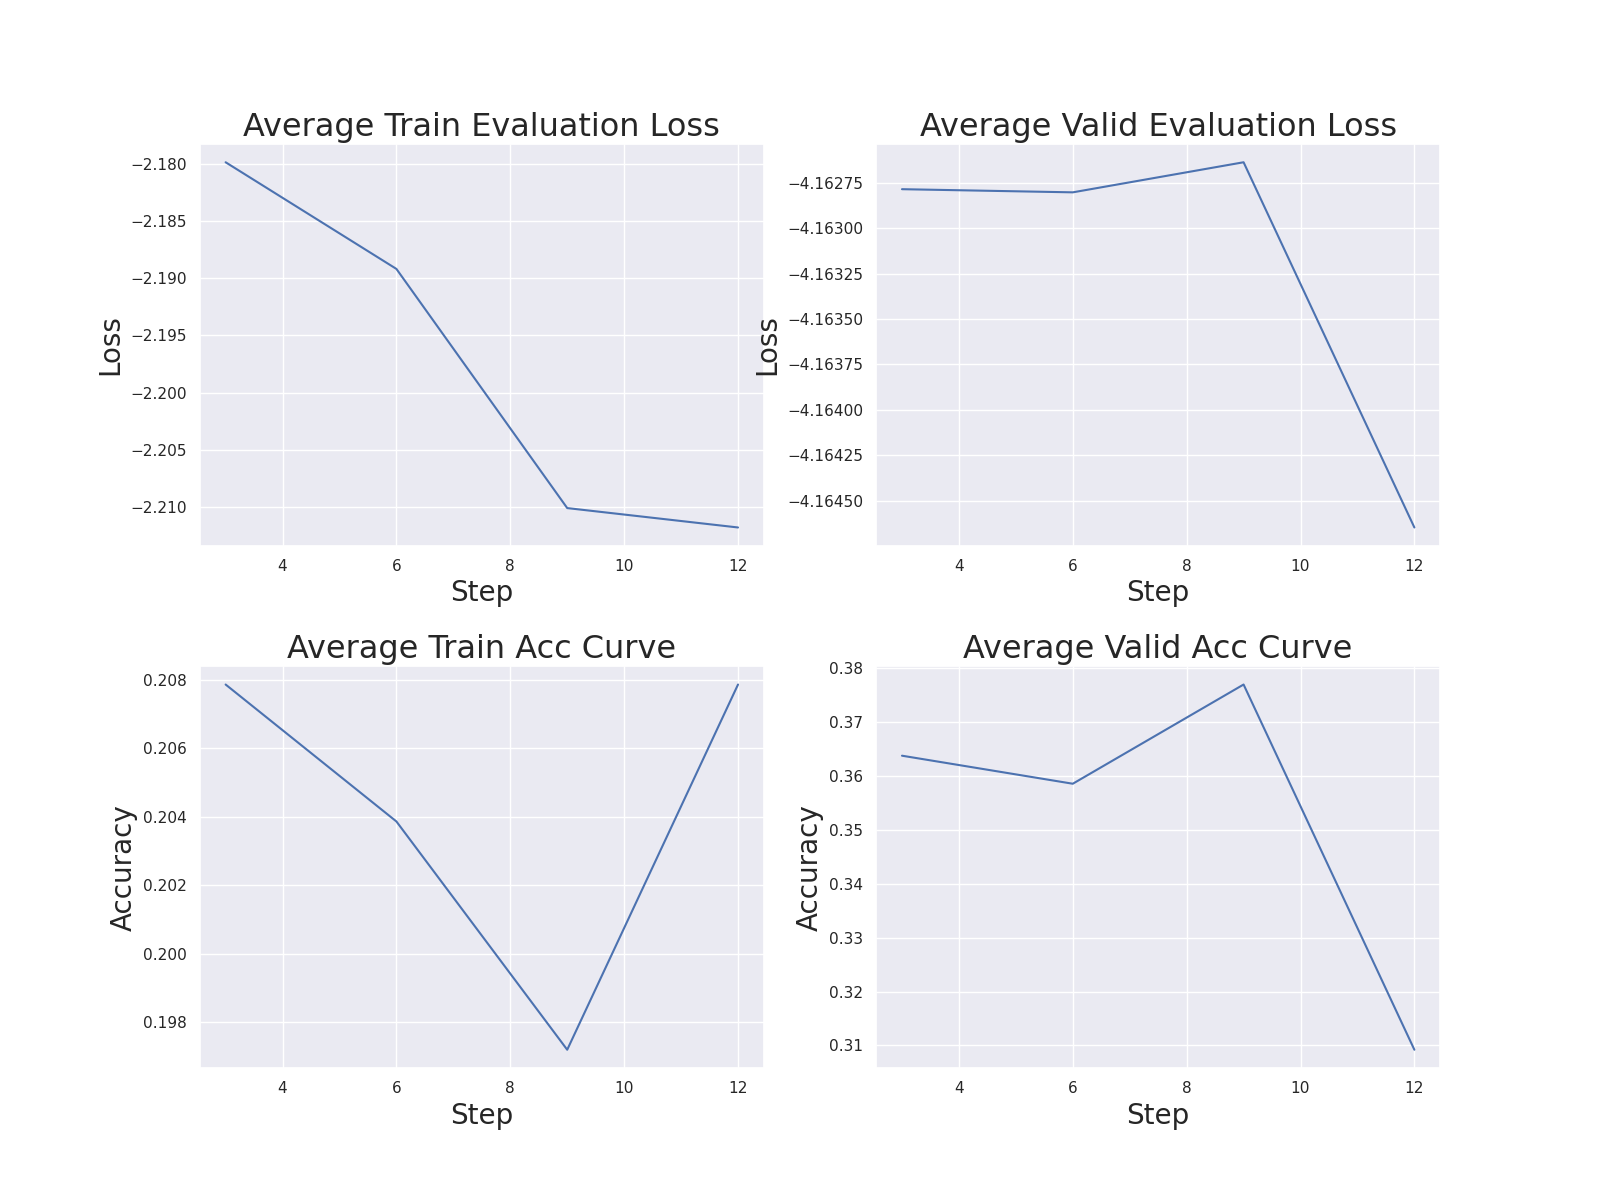 Average Train Evaluation Loss
−2.180
−2.185
−2.190
−2.195
−2.200
−2.205
−2.210
Loss
4 6 8 10 12
Step
Average Valid Evaluation Loss
−4.16275
−4.16300
−4.16325
−4.16350
−4.16375
−4.16400
−4.16425
−4.16450
Loss
4 6 8 10 12
Step
Average Train Acc Curve
0.208
0.206
0.204
0.202
0.200
0.198
Accuracy
4 6 8 10 12
Step
Average Valid Acc Curve
0.38
0.37
0.36
0.35
0.34
0.33
0.32
0.31
Accuracy
4 6 8 10 12
Step